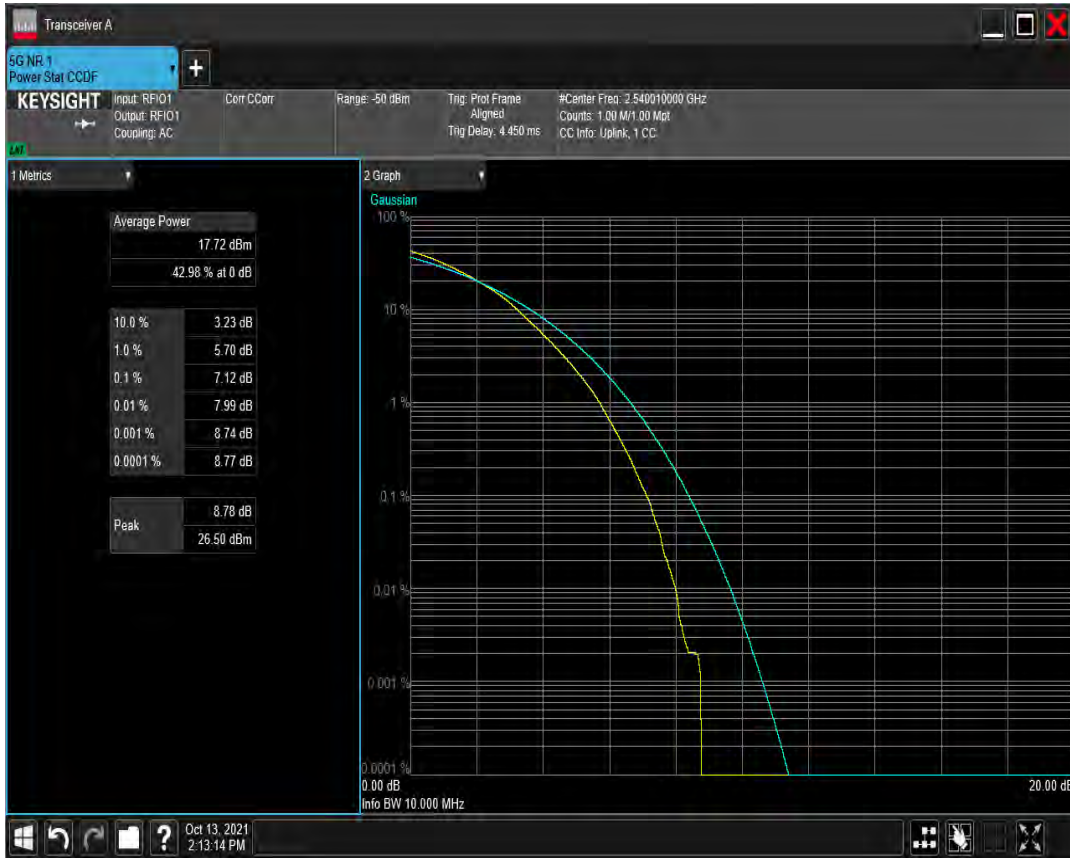 Transceiver A
5G NR 1
Power Stat CCDF
+
KEYSIGHT
Input: RFIO1
Output: RFIO1
Coupling: AC
Corr CCorr
Range: -50 dBm
Trig: Prot Frame
Aligned
Trig Delay: 4.450 ms
#Center Freq: 2.540010000 GHz
Counts: 1.00 M/1.00 Mpt
CC Info: Uplink, 1 CC
1 Metrics
Average Power
17.72 dBm
42.98 % at 0 dB
10.0 % 3.23 dB
1.0 % 5.70 dB
0.1 % 7.12 dB
0.01 % 7.99 dB
0.001 % 8.74 dB
0.0001 % 8.77 dB
Peak
8.78 dB
26.50 dBm
2 Graph
Gaussian
100 %
10 %
1 %
0.1 %
0.01 %
0.001 %
0.0001 %
0.00 dB 20.00 dB
Info BW 10.000 MHz
?
Oct 13, 2021
2:13:14 PM